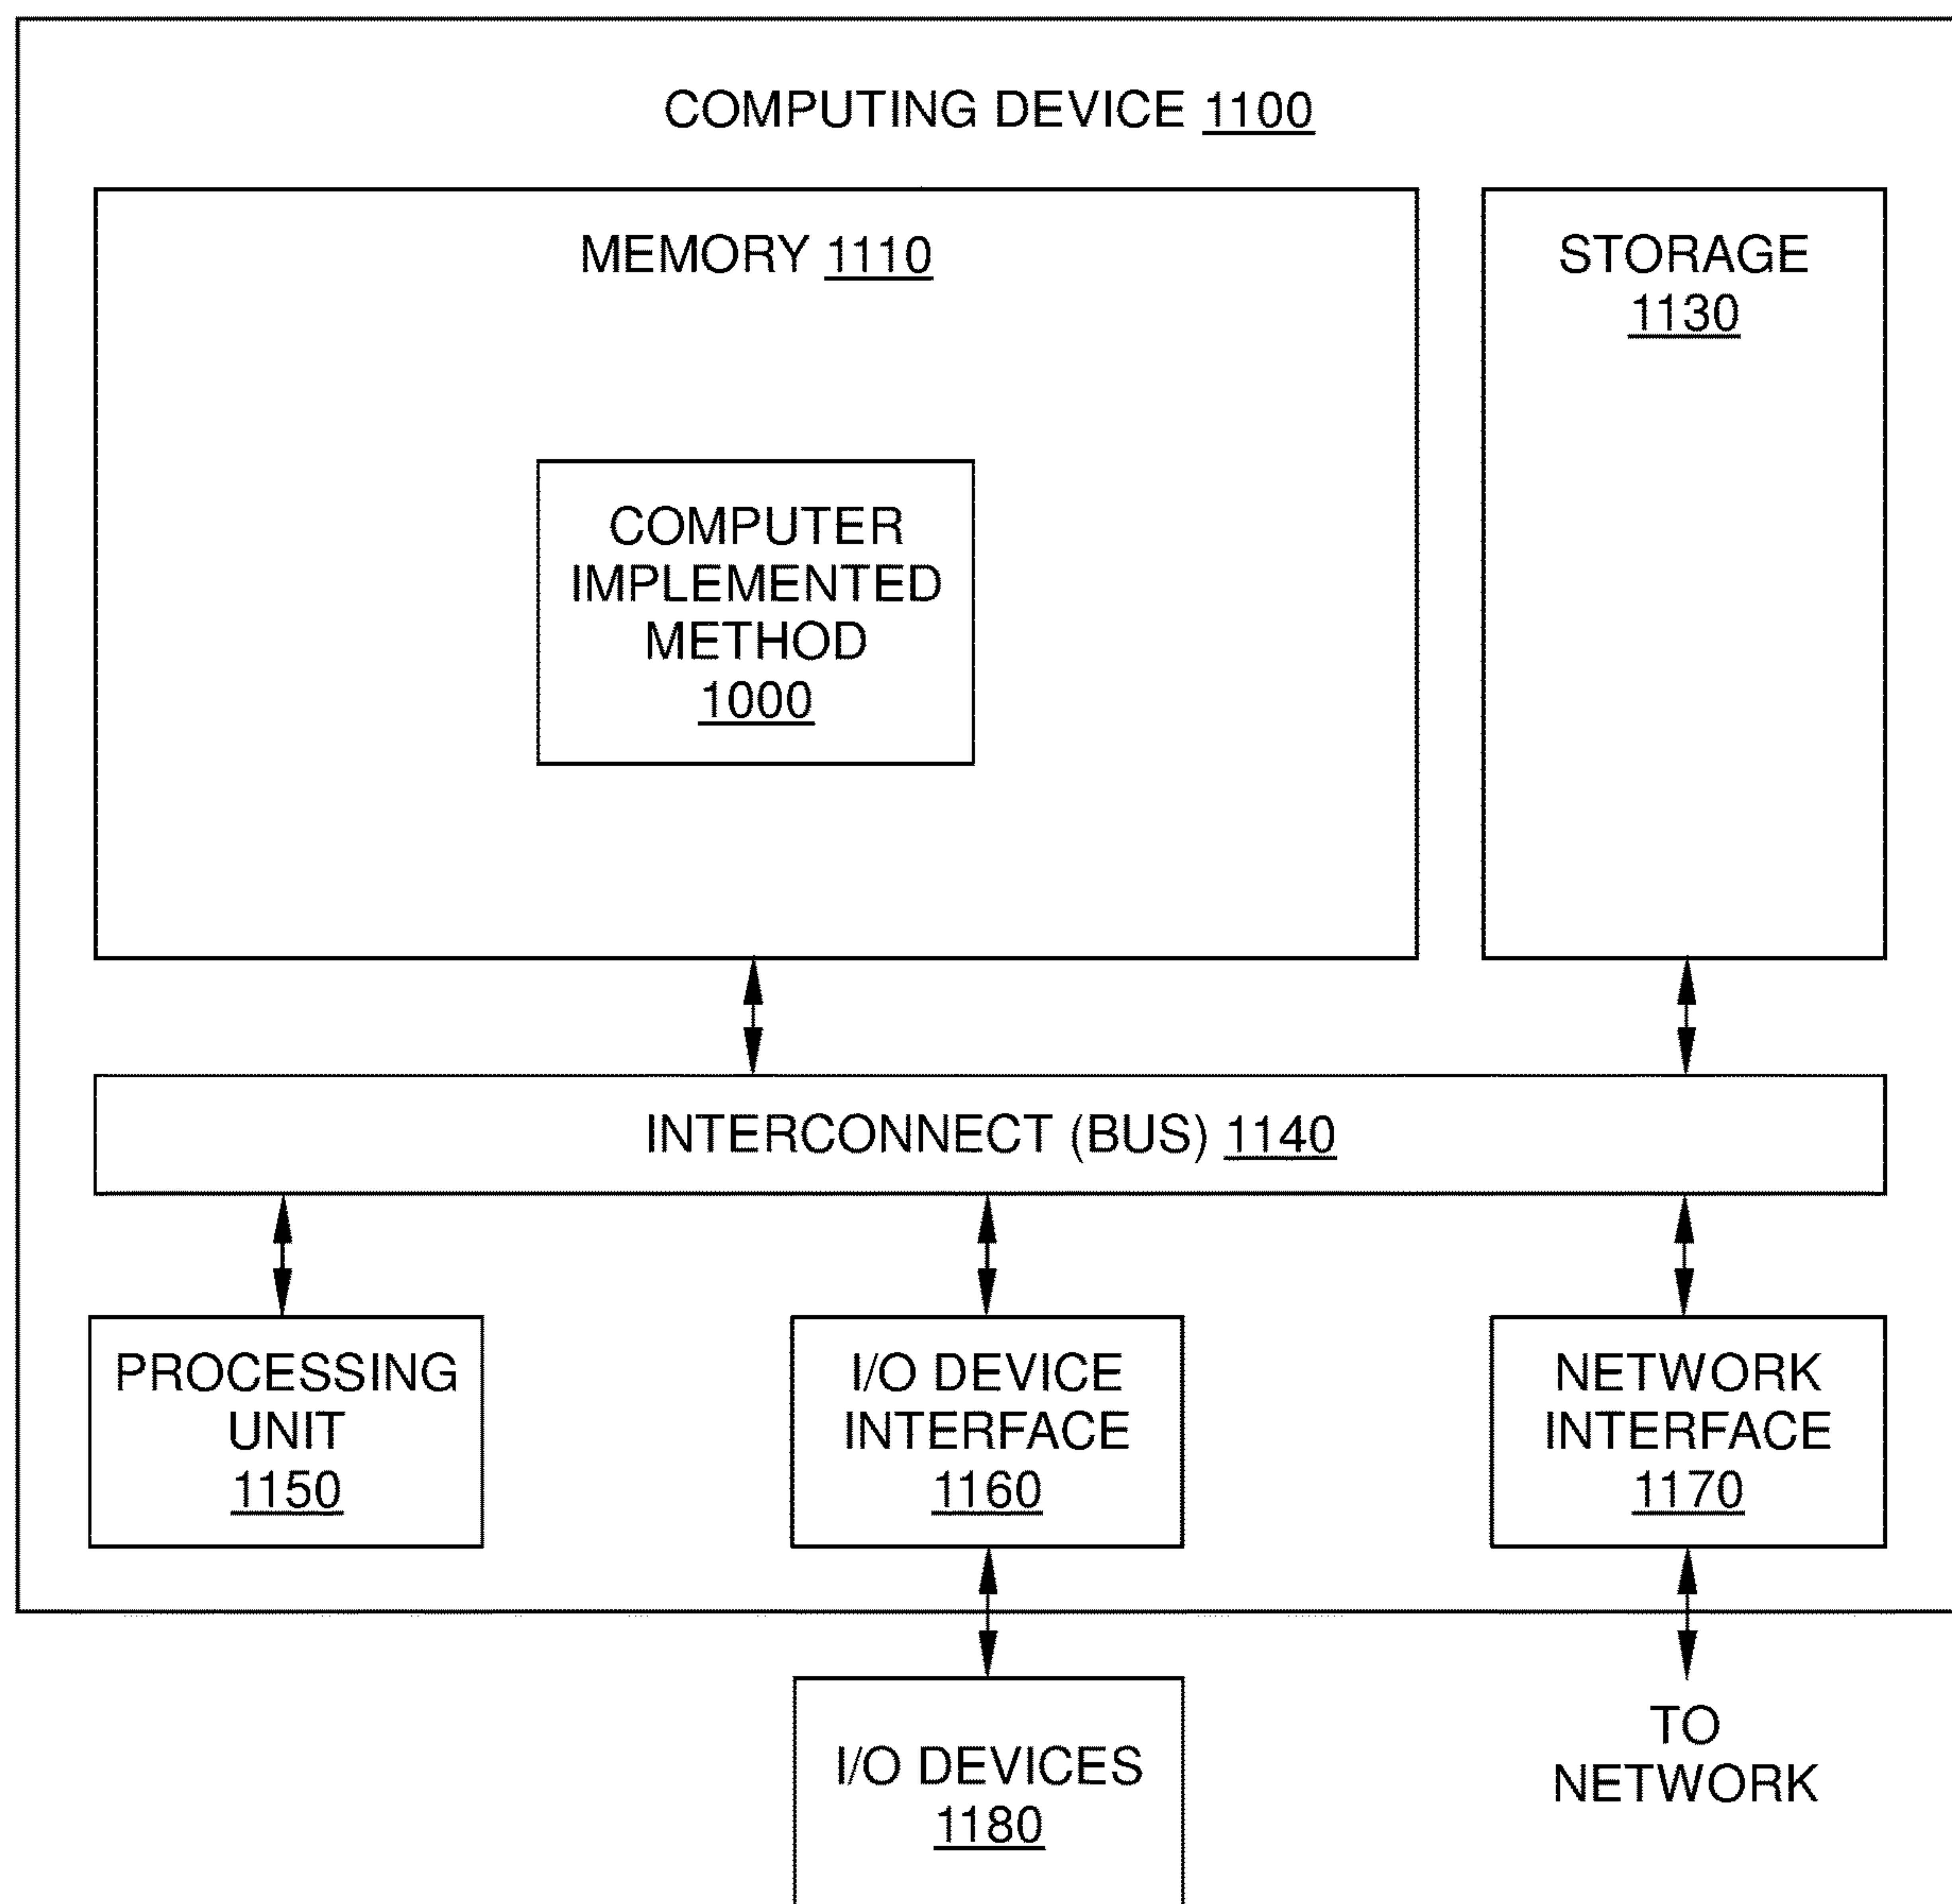 COMPUTING DEVICE 1100
MEMORY 1110
STORAGE
1130
COMPUTER
IMPLEMENTED
METHOD
1000
INTERCONNECT (BUS) 1140
PROCESSING
UNIT
1150
I/O DEVICE
INTERFACE
1160
NETWORK
INTERFACE
1170
I/O DEVICES
1180
TO
NETWORK